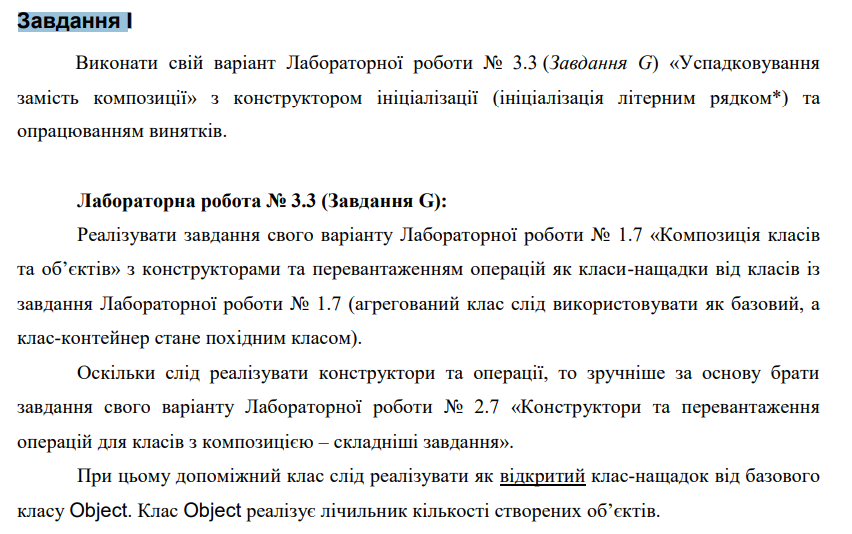 Завдання I
Виконати свій варіант Лабораторної роботи № 3.3 (Завдання G) «Успадковування
замість композиції» з конструктором ініціалізації (ініціалізація літерним рядком*) та
опрацюванням винятків.
Лабораторна робота № 3.3 (Завдання G):
Реалізувати завдання свого варіанту Лабораторної роботи № 1.7 «Композиція класів
та об’єктів» з конструкторами та перевантаженням операцій як класи-нащадки від класів із
завдання Лабораторної роботи № 1.7 (агрегований клас слід використовувати як базовий, а
клас-контейнер стане похідним класом).
Оскільки слід реалізувати конструктори та операції, то зручніше за основу брати
завдання свого варіанту Лабораторної роботи № 2.7 «Конструктори та перевантаження
операцій для класів з композицією – складніші завдання».
При цьому допоміжний клас слід реалізувати як відкритий клас-нащадок від базового
класу Object. Клас Object реалізує лічильник кількості створених об’єктів.